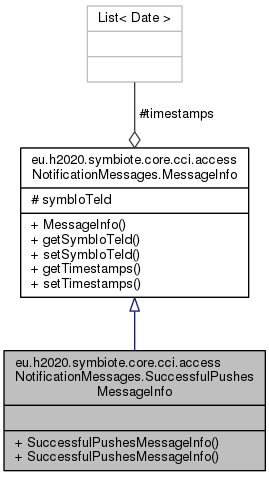 List< Date >
#timestamps
eu.h2020.symbiote.core.cci.access
NotificationMessages.MessageInfo
# symbIoTeId
+ MessageInfo()
+ getSymbIoTeId()
+ setSymbIoTeId()
+ getTimestamps()
+ setTimestamps()
eu.h2020.symbiote.core.cci.access
NotificationMessages.SuccessfulPushes
MessageInfo
+ SuccessfulPushesMessageInfo()
+ SuccessfulPushesMessageInfo()